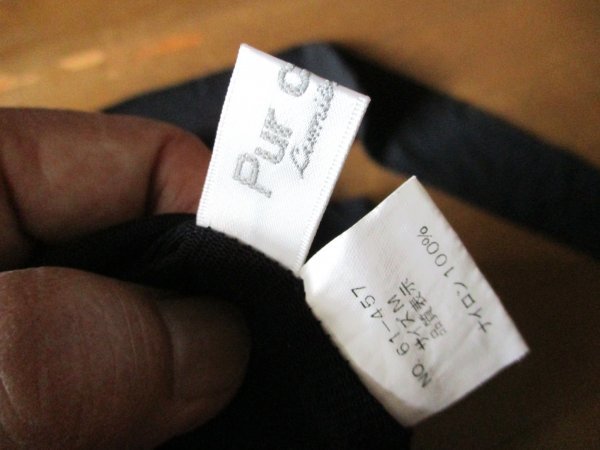 Pur
NO. 61-457
サイズM
品質表示
ナイロン100%